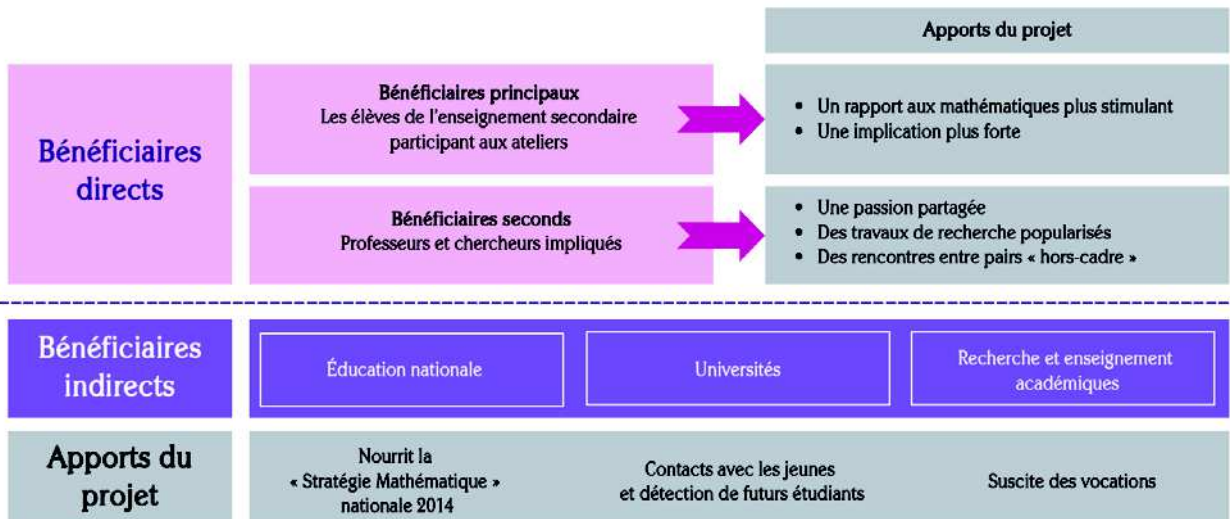 Apports du projet
Bénéficiaires
directs
Bénéficiaires principaux
Les élèves de l'enseignement secondaire
participant aux ateliers
• Un rapport aux mathématiques plus stimulant
• Une implication plus forte
Bénéficiaires seconds
Professeurs et chercheurs impliqués
• Une passion partagée
• Des travaux de recherche popularisés
• Des rencontres entre pairs « hors-cadre »
Bénéficiaires
indirects
Éducation nationale
Universités
Recherche et enseignement
académiques
Apports du
projet
Nourrit la
« Stratégie Mathématique »
nationale 2014
Contacts avec les jeunes
et détection de futurs étudiants
Suscite des vocations